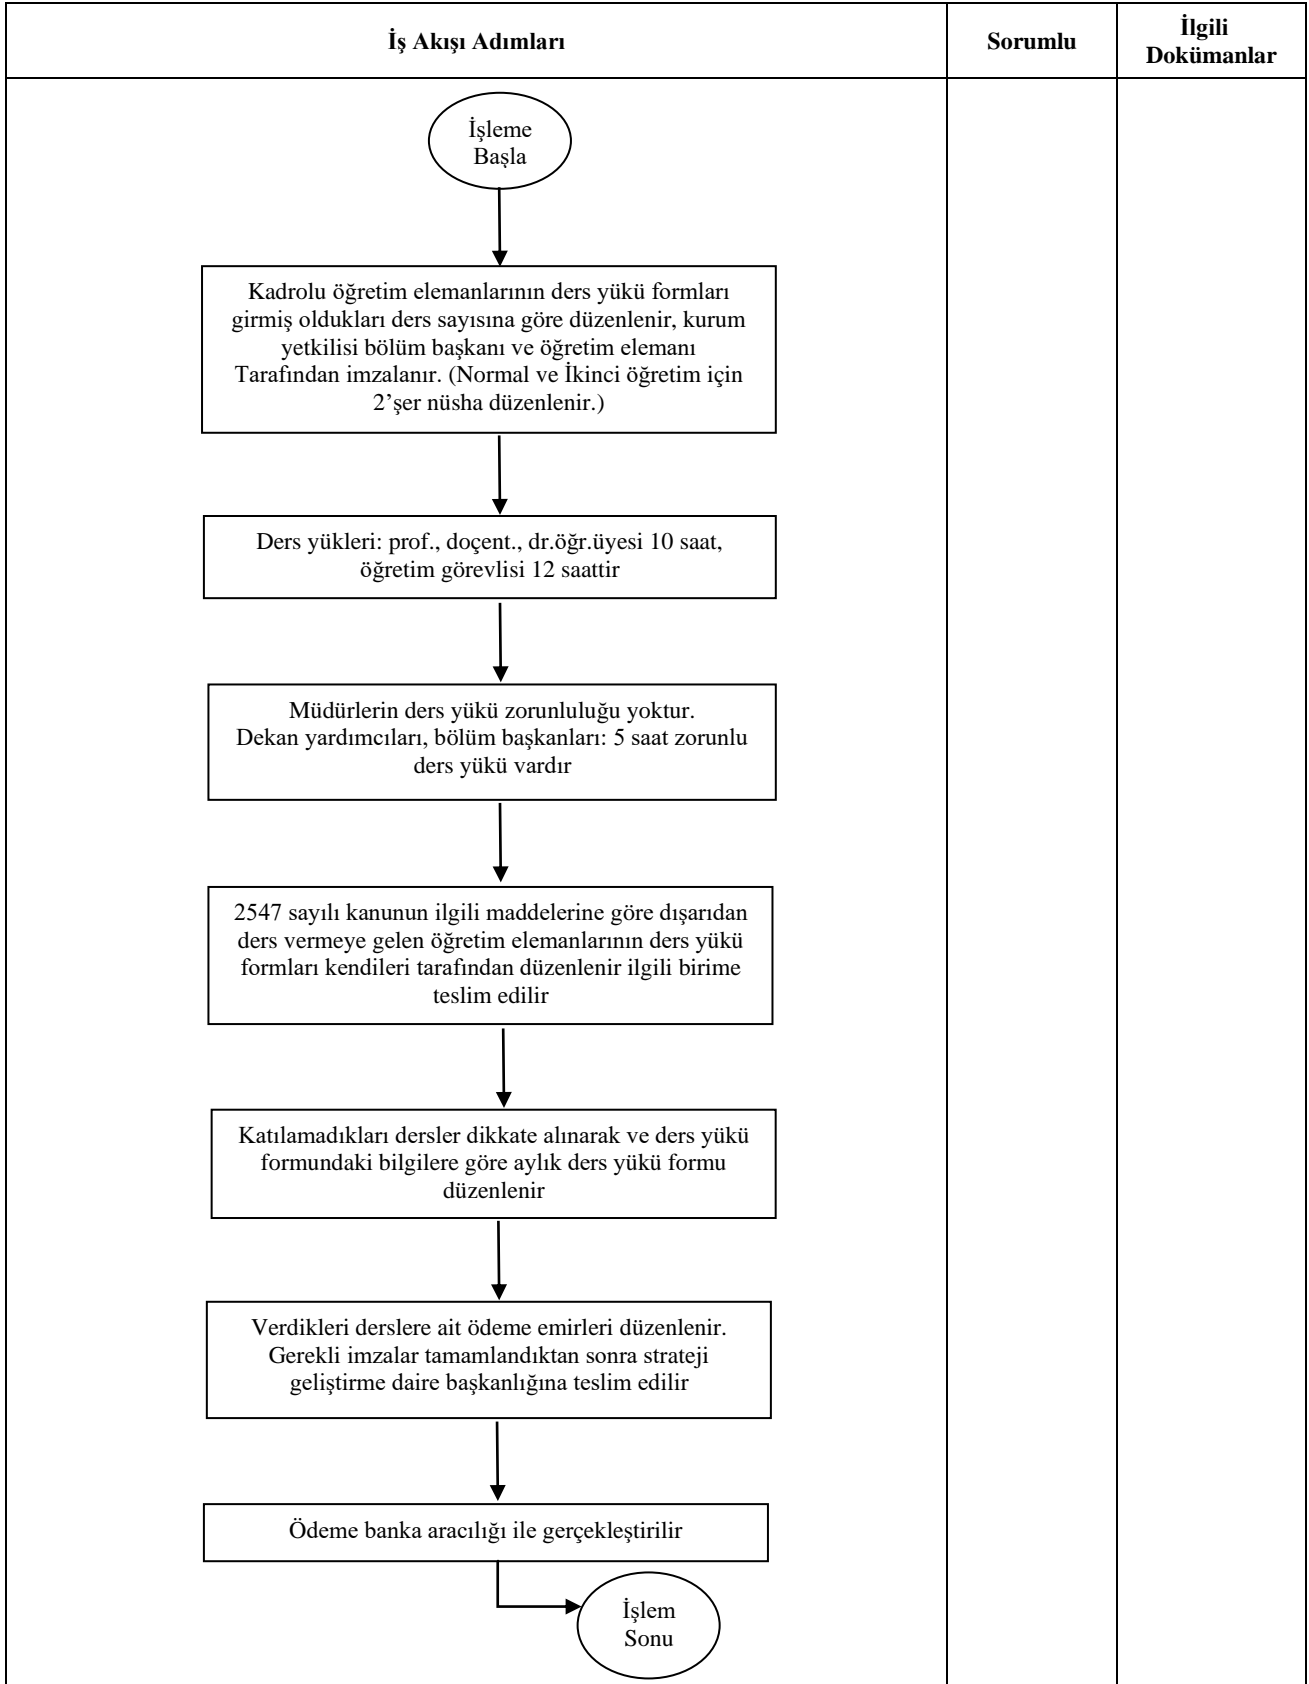 İş Akışı Adımları
Sorumlu
İlgili
Dokümanlar
İşleme
Başla
Kadrolu öğretim elemanlarının ders yükü formları
girmiş oldukları ders sayısına göre düzenlenir, kurum
yetkilisi bölüm başkanı ve öğretim elemanı
Tarafından imzalanır. (Normal ve İkinci öğretim için
2’şer nüsha düzenlenir.)
Ders yükleri: prof., doçent., dr.öğr.üyesi 10 saat,
öğretim görevlisi 12 saattir
Müdürlerin ders yükü zorunluluğu yoktur.
Dekan yardımcıları, bölüm başkanları: 5 saat zorunlu
ders yükü vardır
2547 sayılı kanunun ilgili maddelerine göre dışarıdan
ders vermeye gelen öğretim elemanlarının ders yükü
formları kendileri tarafından düzenlenir ilgili birime
teslim edilir
Katılamadıkları dersler dikkate alınarak ve ders yükü
formundaki bilgilere göre aylık ders yükü formu
düzenlenir
Verdikleri derslere ait ödeme emirleri düzenlenir.
Gerekli imzalar tamamlandıktan sonra strateji
geliştirme daire başkanlığına teslim edilir
Ödeme banka aracılığı ile gerçekleştirilir
İşlem
Sonu